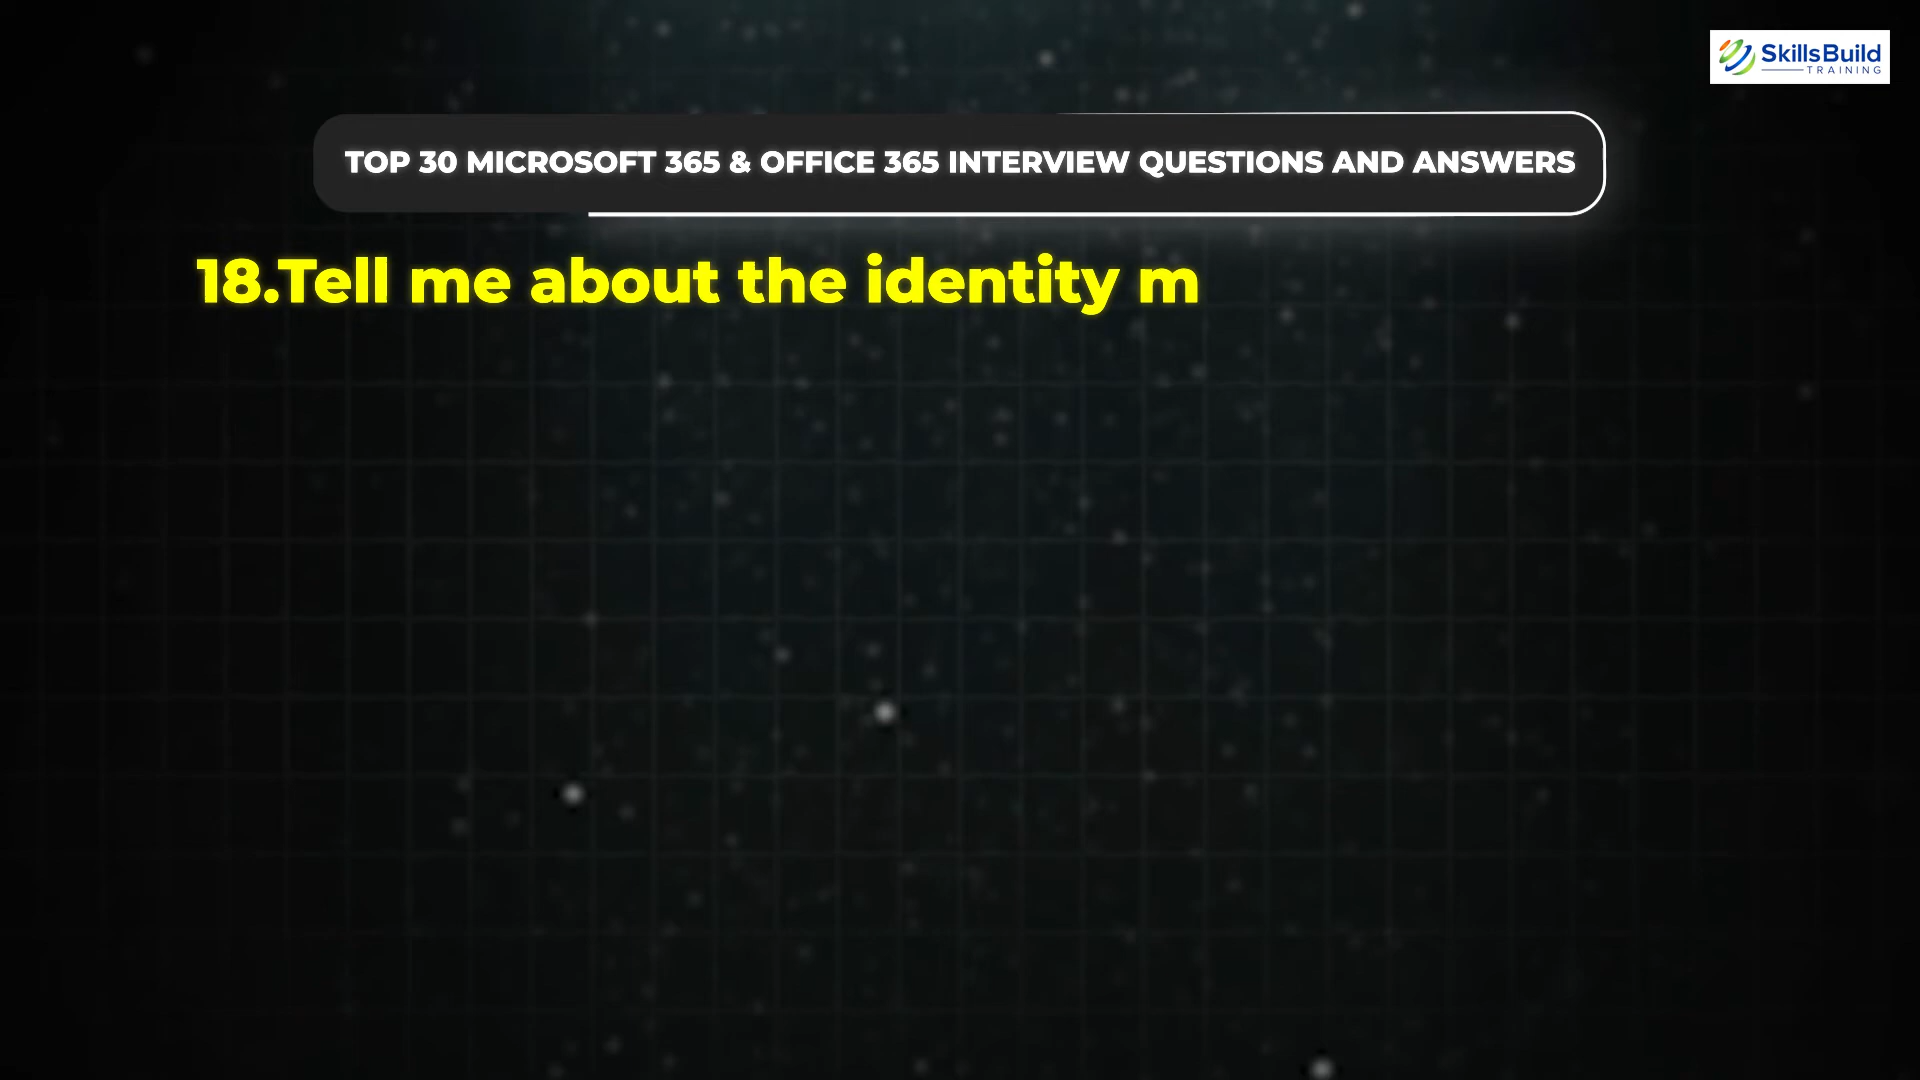 SkillsBuild
TRAINING
TOP 30 MICROSOFT 365 & OFFICE 365 INTERVIEW QUESTIONS AND ANSWERS
18.Tell me about the identity m